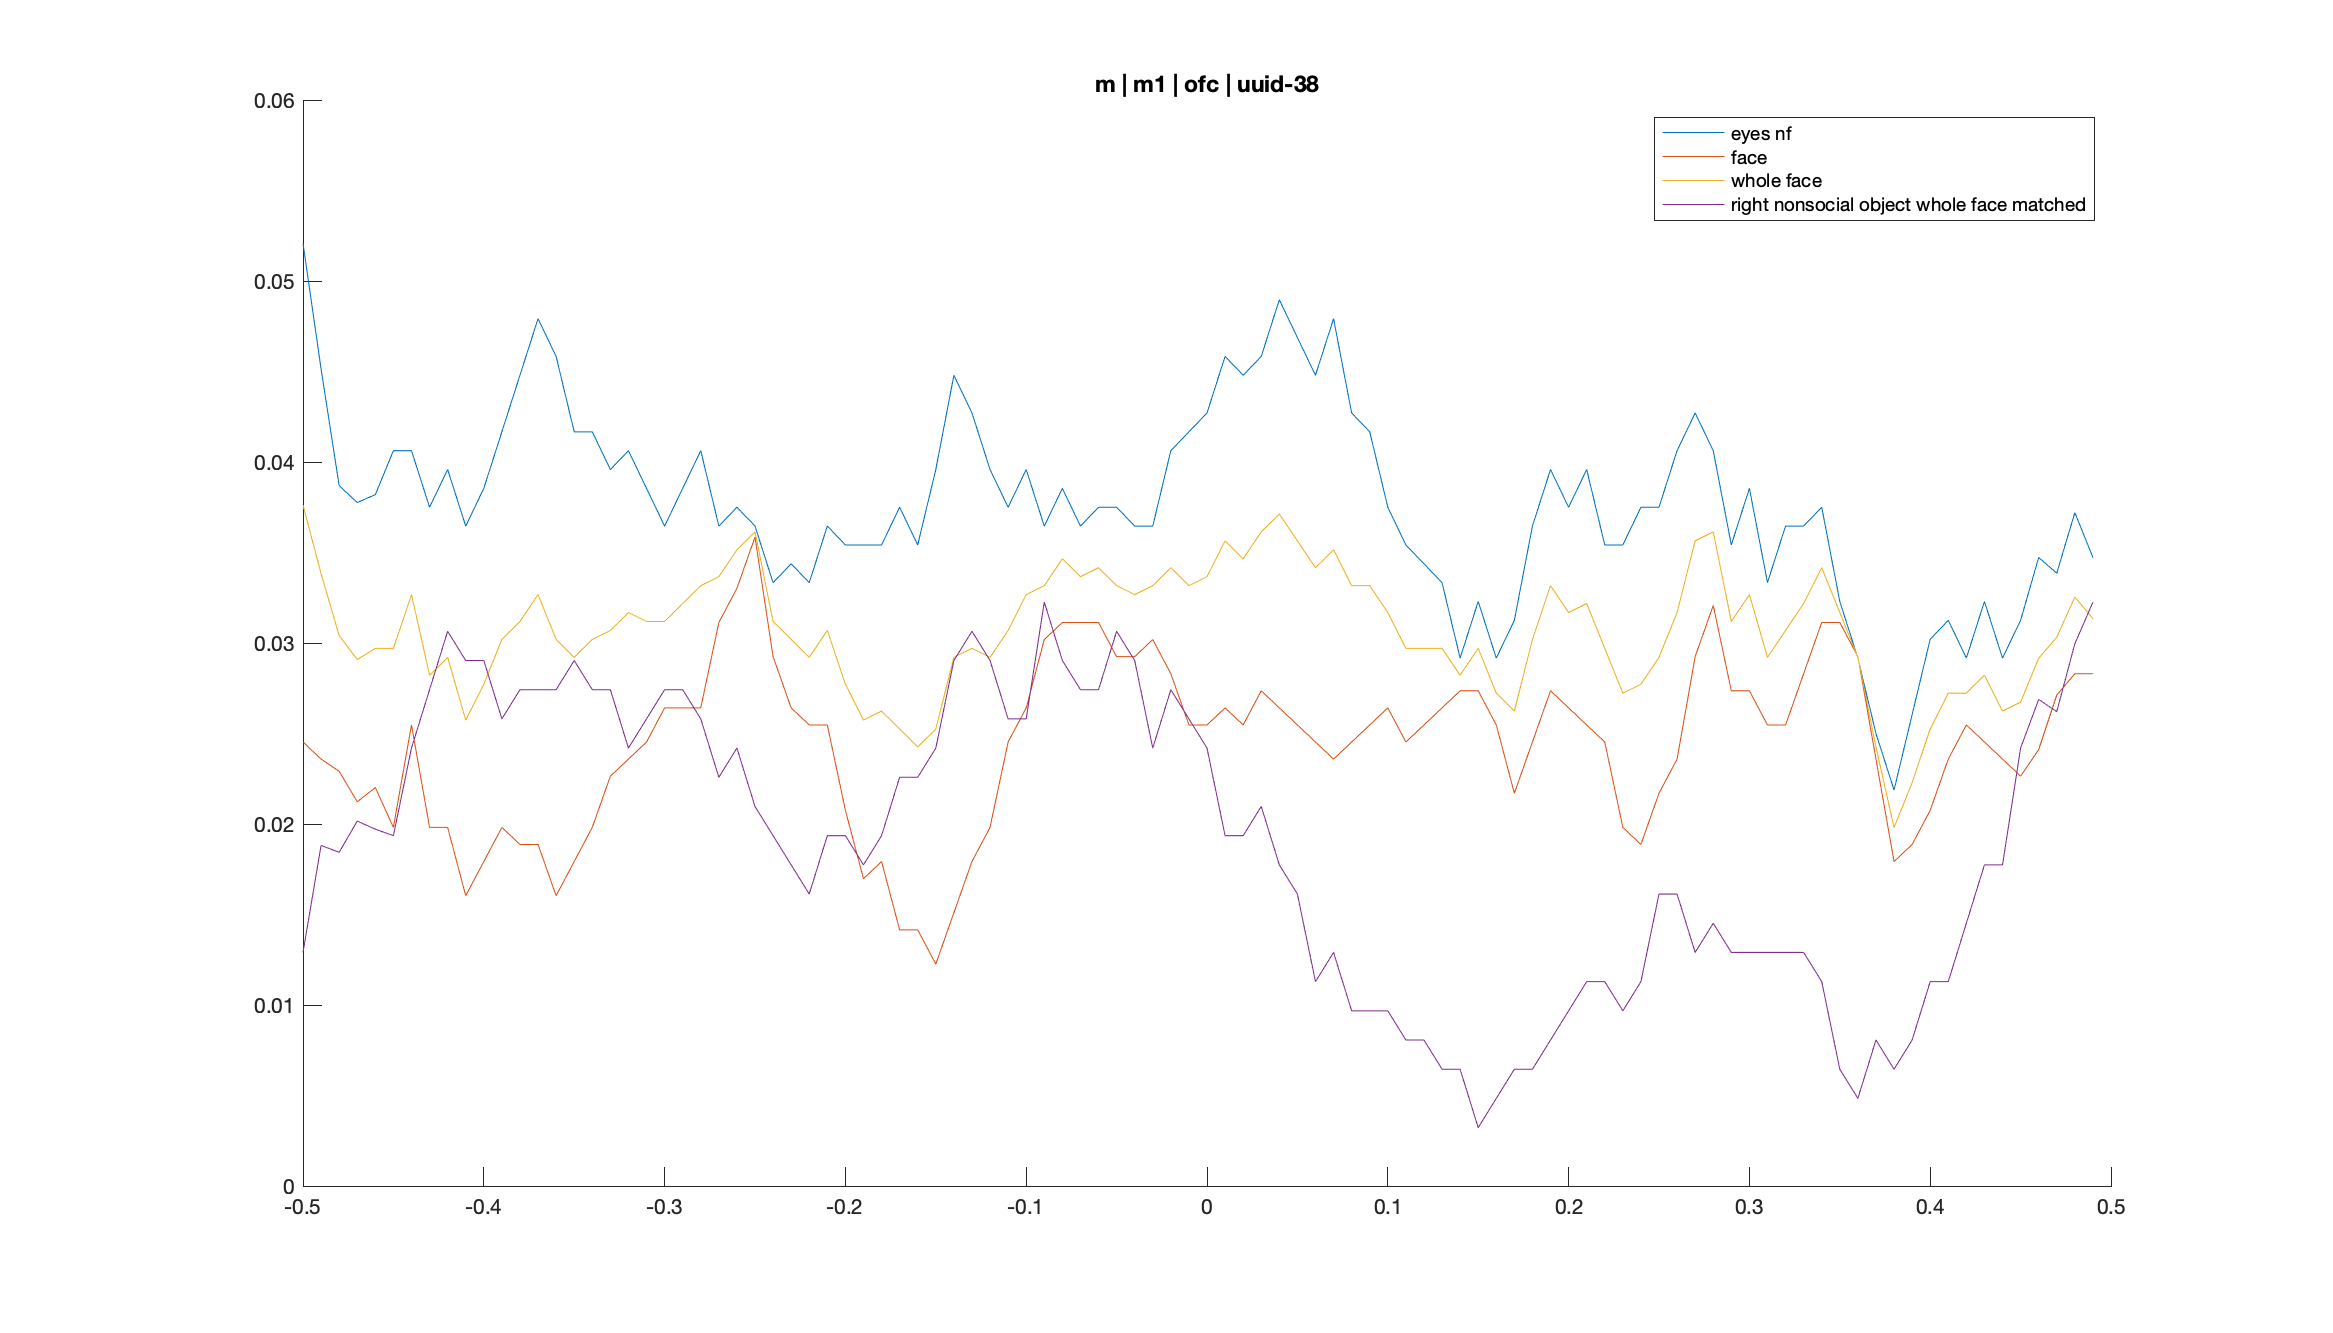 m | m1 | ofc | uuid-38
0.06
0.05
0.04
0.03
0.02
0.01
0
-0.5 -0.4 -0.3 -0.2 -0.1 0 0.1 0.2 0.3 0.4 0.5
eyes nf
face
whole face
right nonsocial object whole face matched